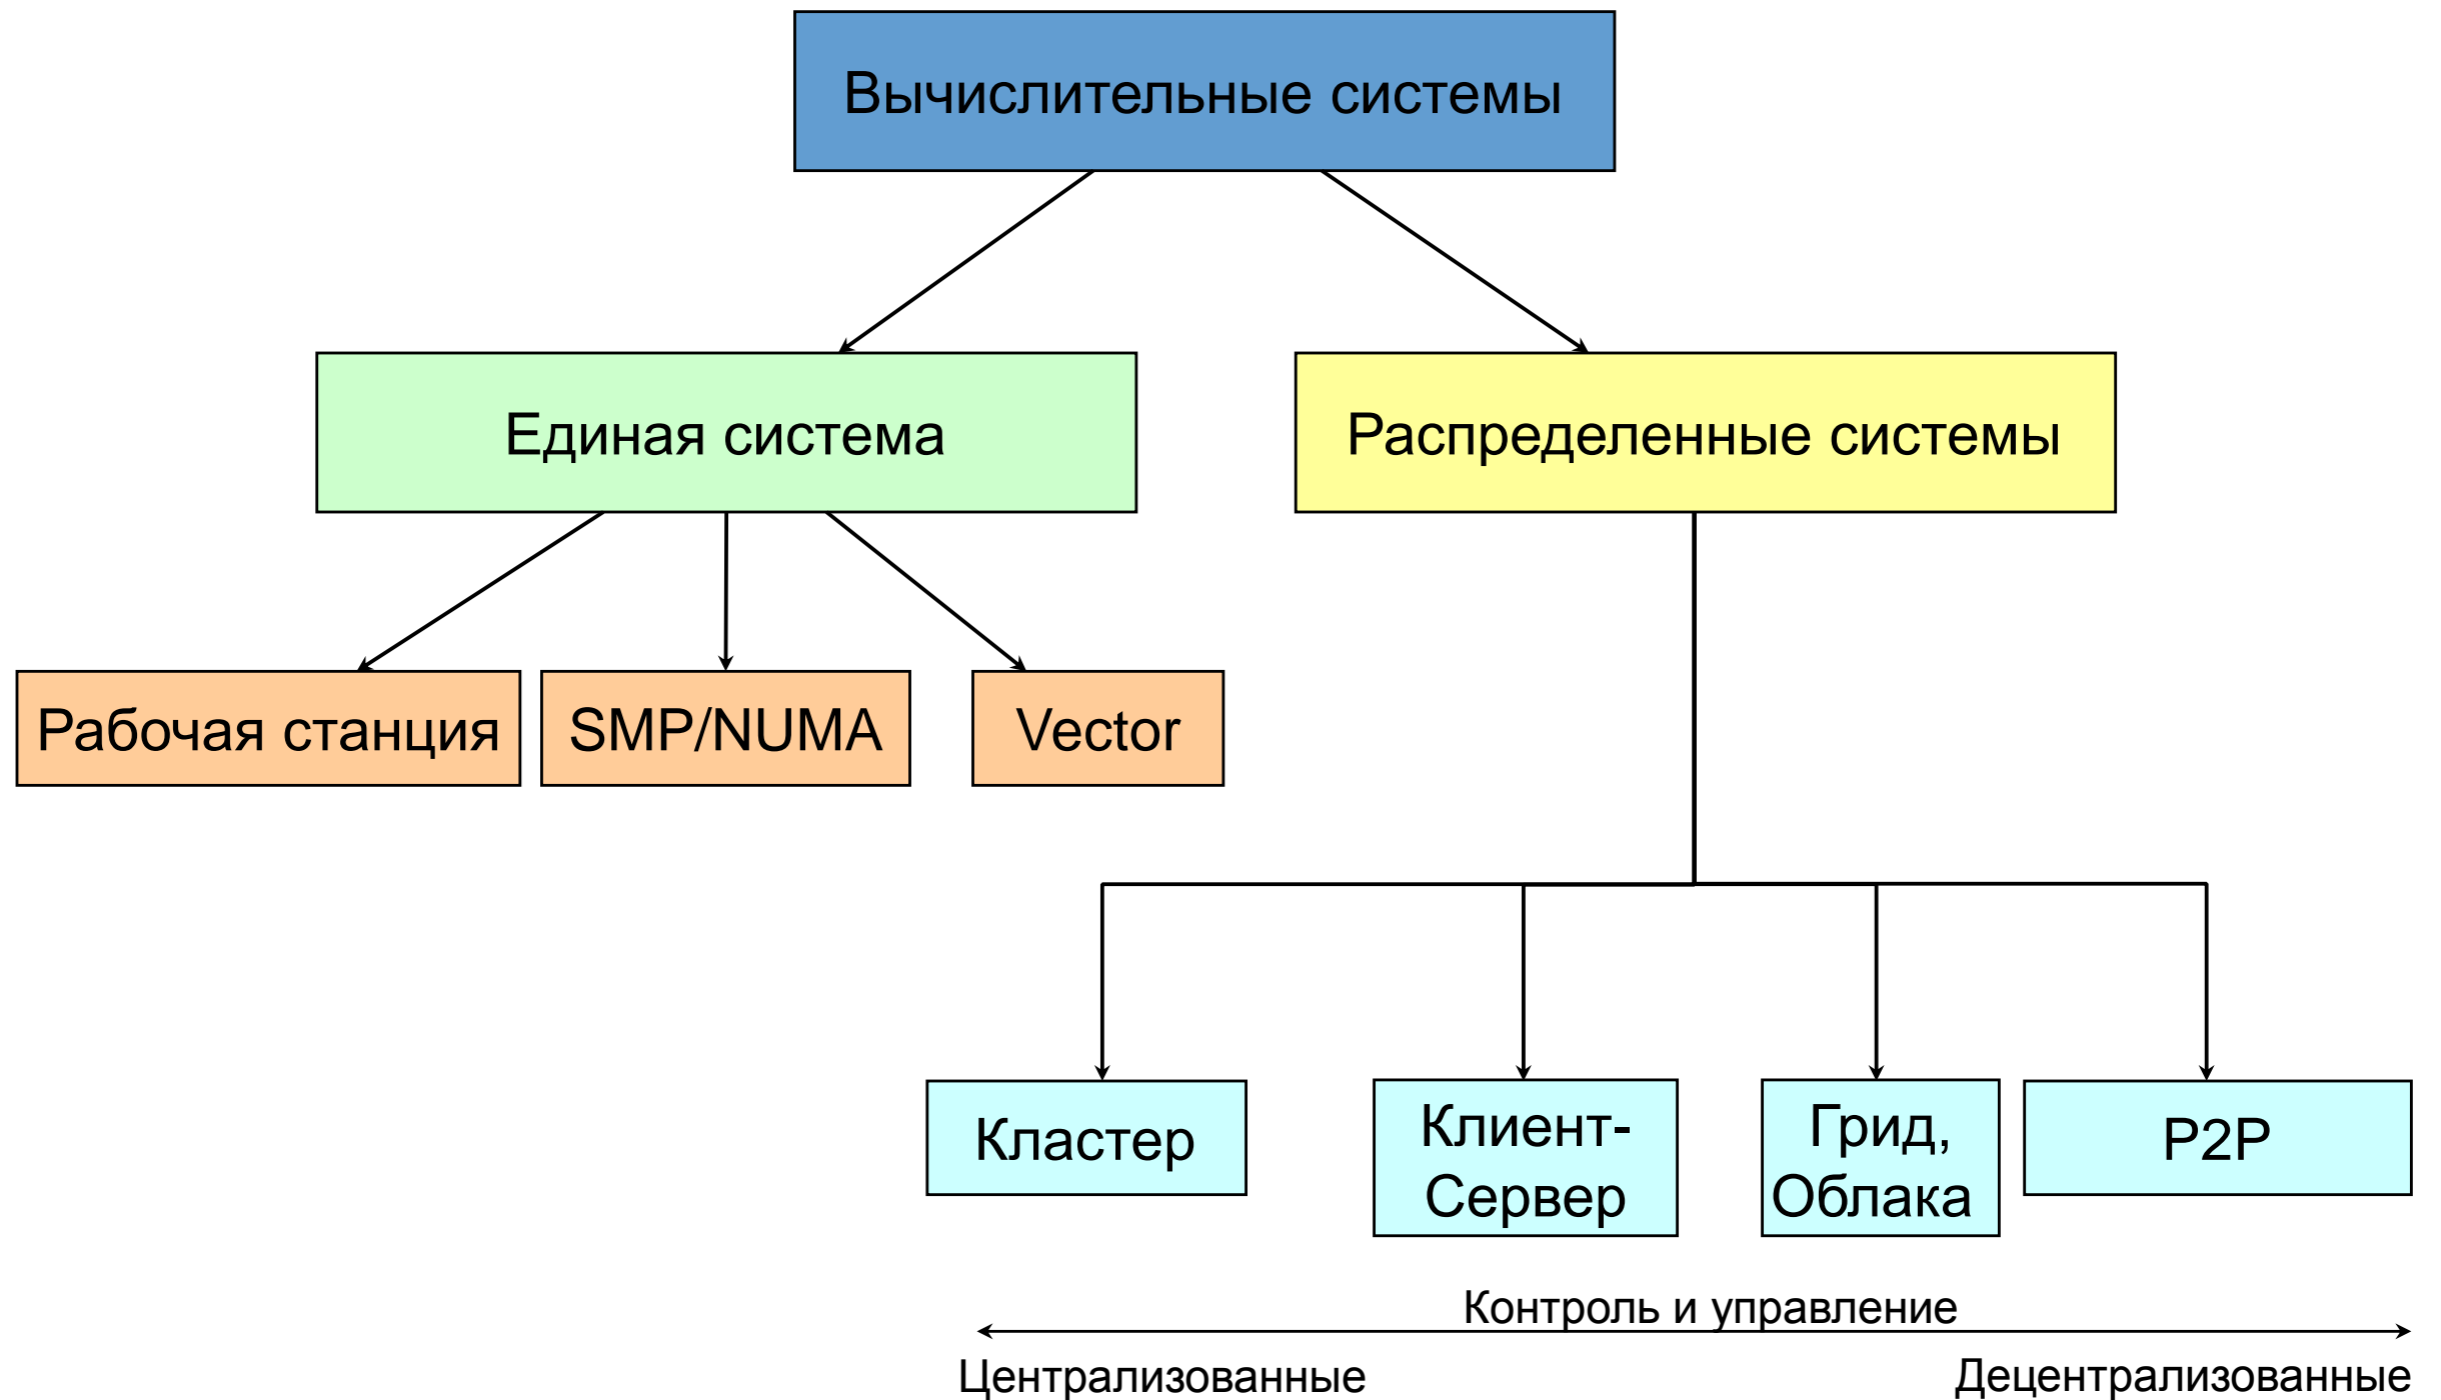 Вычислительные системы
Единая система
Распределенные системы
Рабочая станция
SMP/NUMA
Vector
Кластер
Клиент-
Сервер
Грид,
Облака
P2P
Контроль и управление
Централизованные
Децентрализованные